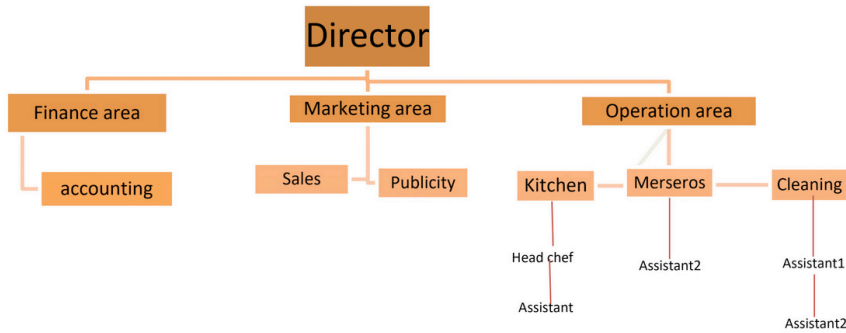 Director
Finance area
Marketing area
Operation area
accounting
Sales
Publicity
Kitchen
Merseros
Cleaning
Head chef
Assistant2
Assistant1
Assistant
Assistant2